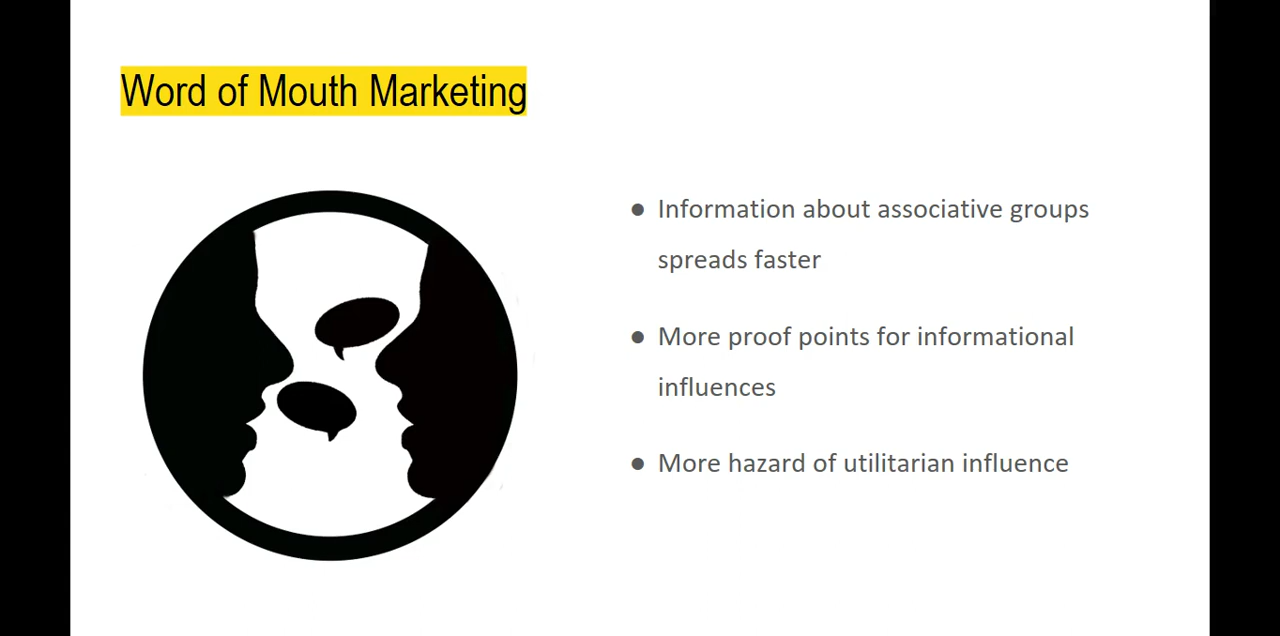 Word of Mouth Marketing
● Information about associative groups
spreads faster
● More proof points for informational
influences
● More hazard of utilitarian influence